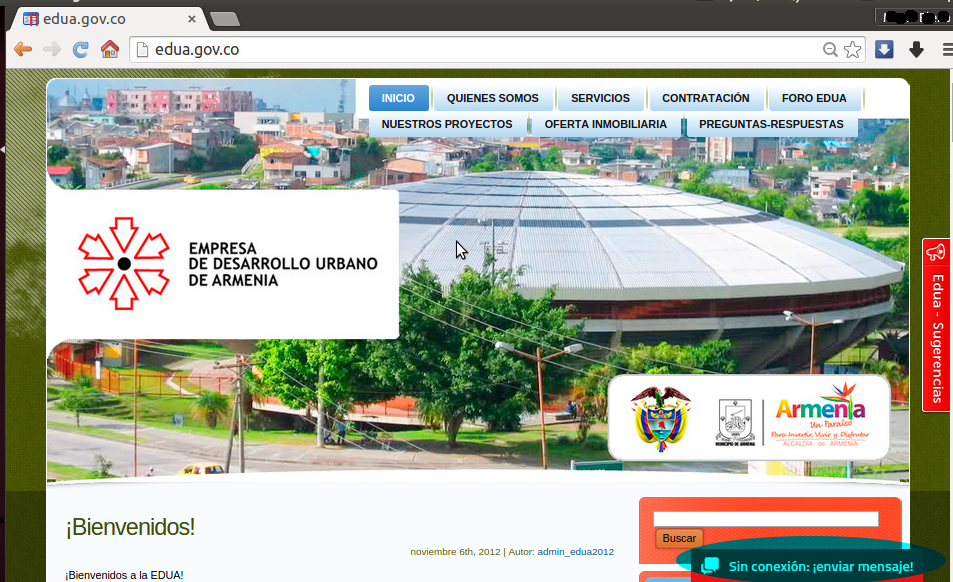 edua.gov.co
edua.gov.co
INICIO
QUIENES SOMOS
SERVICIOS
CONTRATACIÓN
FORO EDUA
NUESTROS PROYECTOS
OFERTA INMOBILIARIA
PREGUNTAS-RESPUESTAS
EMPRESA
DE DESARROLLO URBANO
DE ARMENIA
Edua - Sugerencias
MUNICIPIO DE ARMENIA
Armenia
Un Paraíso
Para Invertir, Vivir y Disfrutar
ALCALDÍA de ARMENIA
¡Bienvenidos!
noviembre 6th, 2012 | Autor: admin_edua2012
¡Bienvenidos a la EDUA!
Buscar
Sin conexión: ¡enviar mensaje!